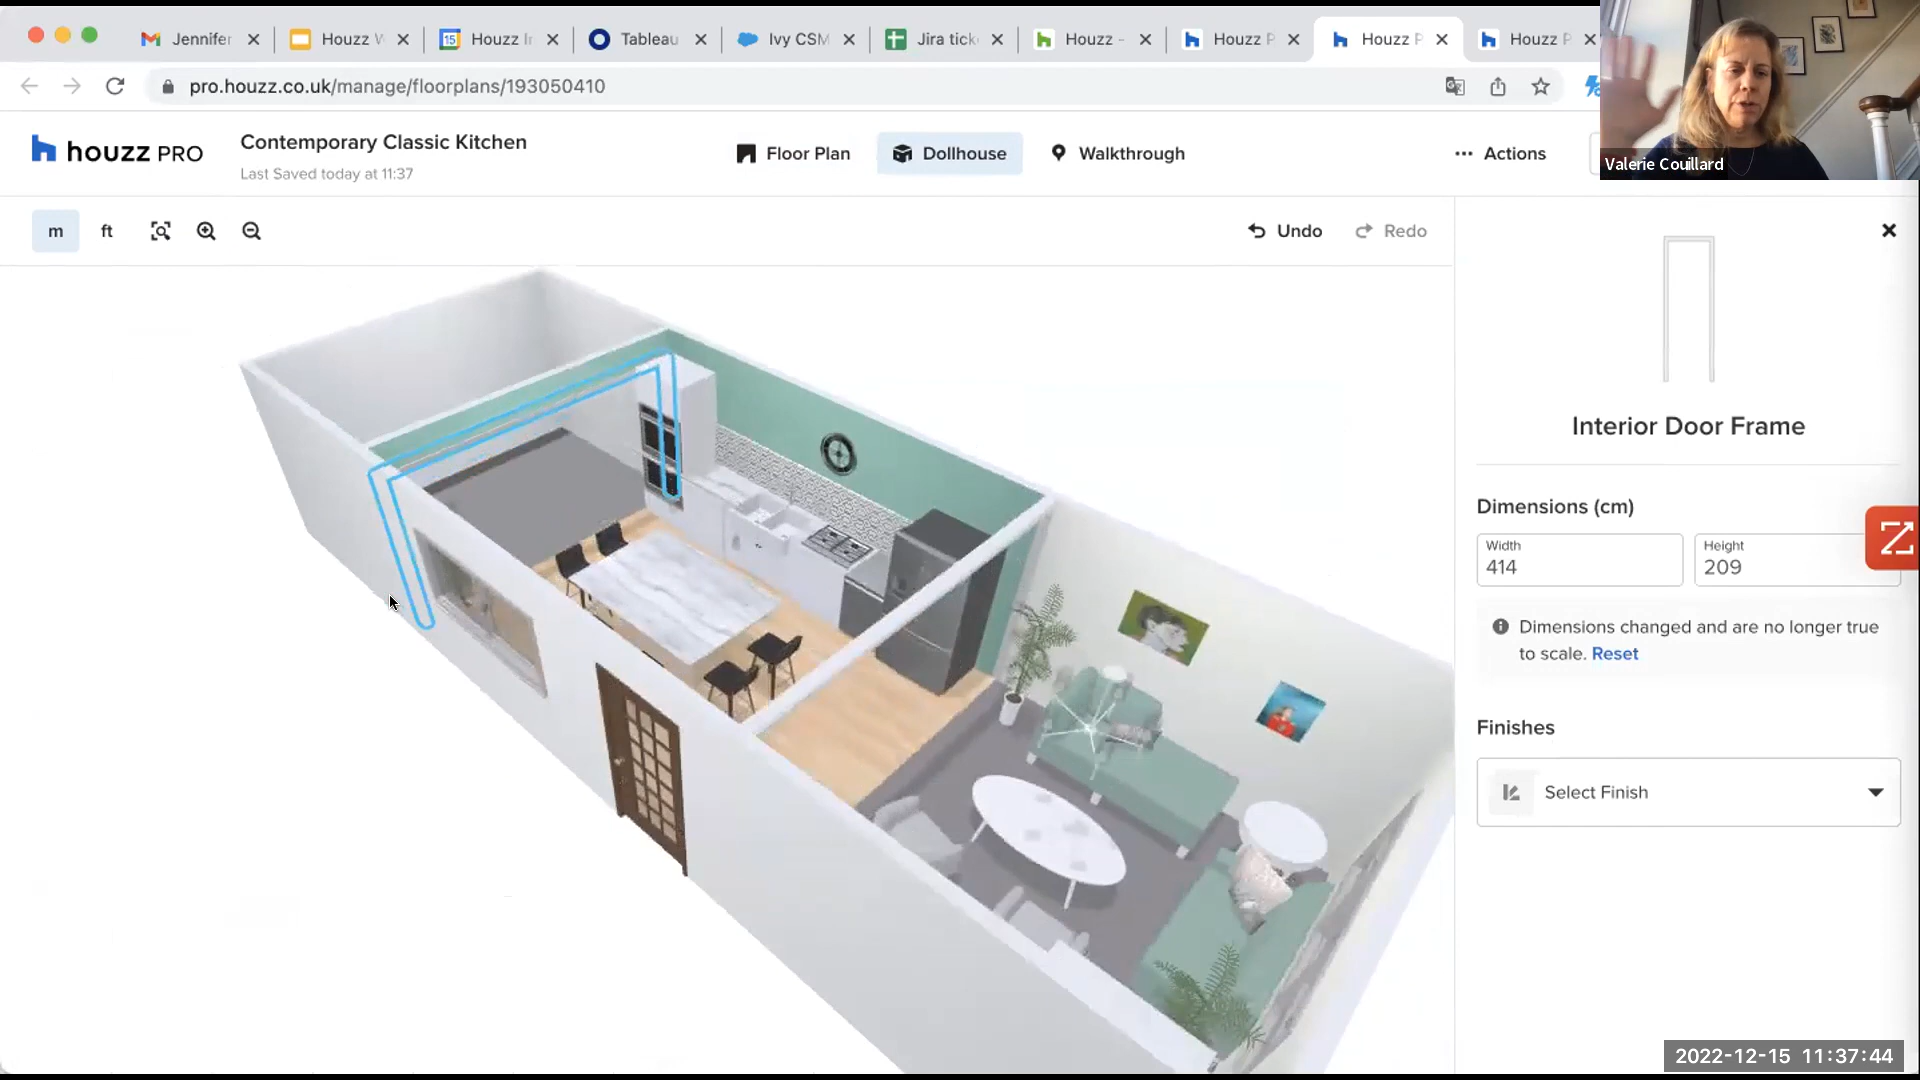 Jennifer
Houzz W
15
Houzz In
Tableau
Ivy CSM
Jira tick
Houzz -
Houzz P
Houzz P
Houzz P
pro.houzz.co.uk/manage/floorplans/193050410
Valerie Couillard
houzz PRO
Contemporary Classic Kitchen
Last Saved today at 11:37
Floor Plan
Dollhouse
Walkthrough
Actions
m
ft
Undo
Redo
Interior Door Frame
Dimensions (cm)
Width
414
Height
209
Dimensions changed and are no longer true
to scale. Reset
Finishes
Select Finish
2022-12-15 11:37:44